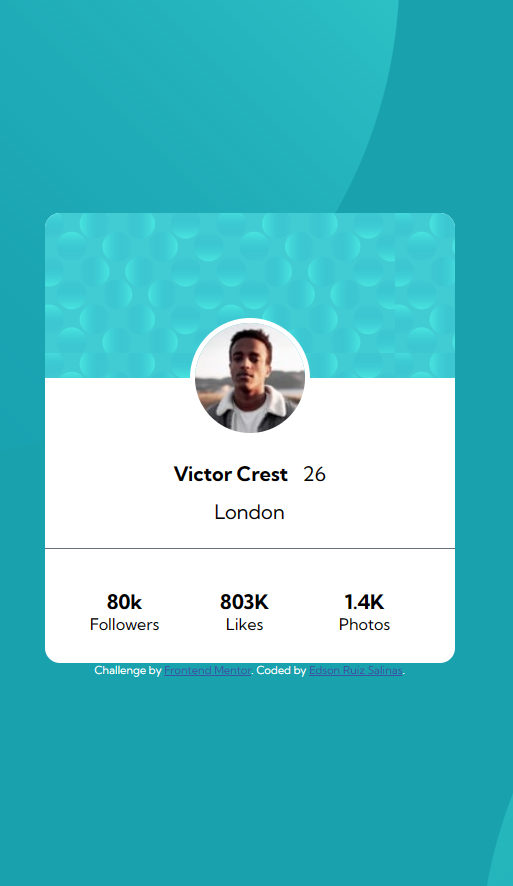 Victor Crest 26
London
80k 803K 1.4K
Followers Likes Photos
Challenge by Frontend Mentor. Coded by Edson Ruiz Salinas.